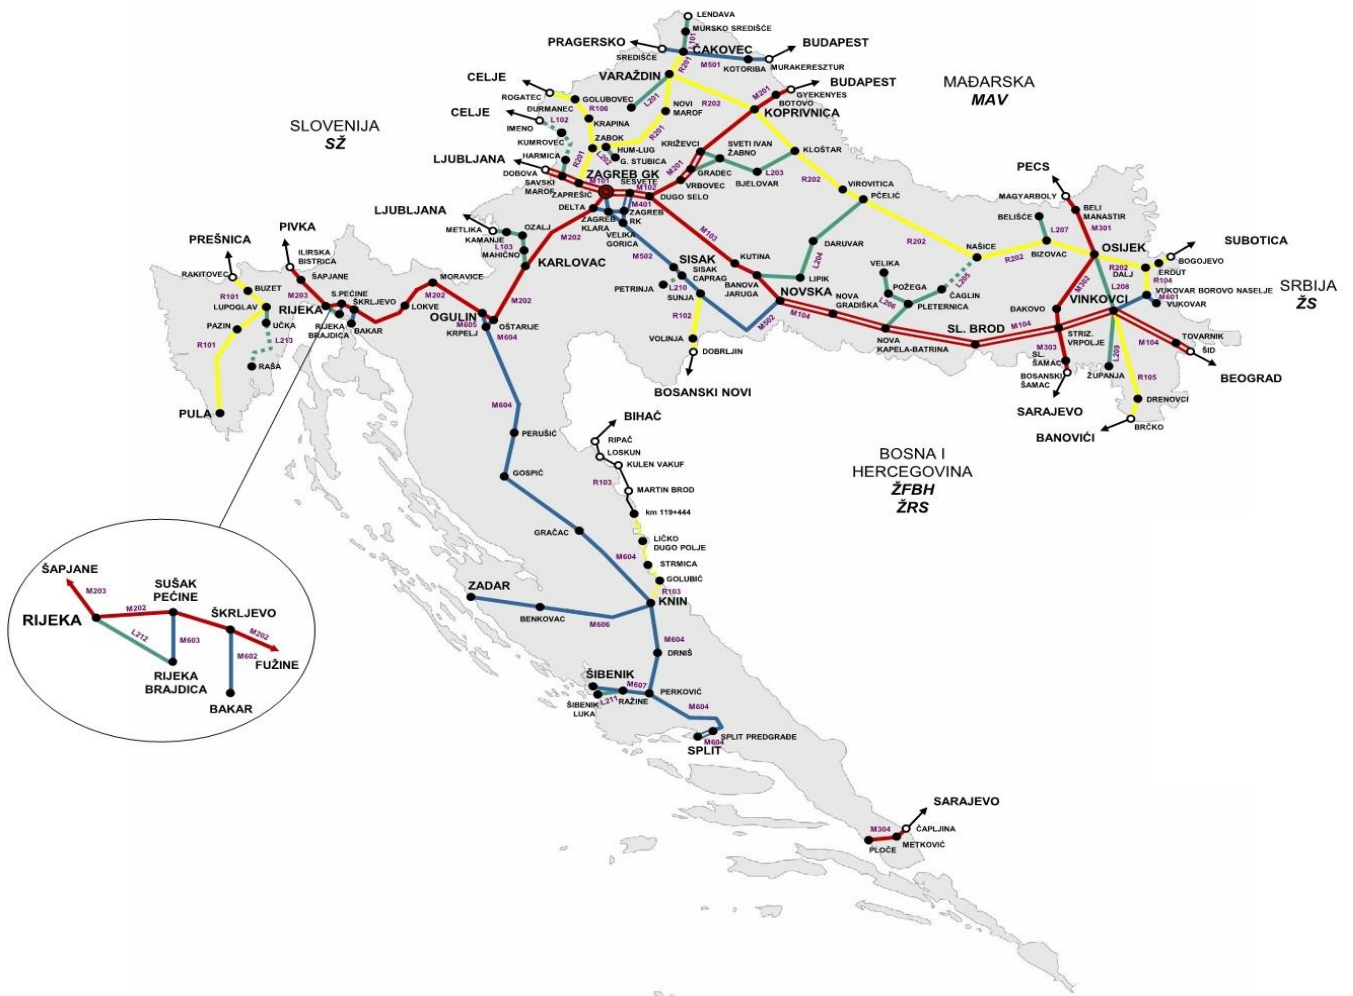 LENDAVA
MURSKO SREDIŠĆE
L101
PRAGERSKO
SREDIŠČE
ČAKOVEC
BUDAPEST
M501
KOTORIBA
MURAKERESZTUR
R201
VARAŽDIN
CELJE
ROGATEC
GOLUBOVEC
L201
R202
M201
BUDAPEST
GYEKENYES
BOTOVO
KOPRIVNICA
MAĐARSKA
MAV
DURMANEC
R106
NOVI
MAROF
CELJE
L102
KRAPINA
SLOVENIJA
SŽ
IMENO
KUMROVEC
ZABOK
R201
HUM-LUG
G. STUBICA
L202
R201
KRIŽEVCI
SVETI IVAN
ŽABNO
KLOŠTAR
HARMICA
LJUBLJANA
DOBOVA
SAVSKI
MAROF
ZAPREŠIĆ
ZAGREB GK
M101
SESVETE
M102
M201
GRADEC
VRBOVEC
BJELOVAR
L203
R202
VIROVITICA
PČELIĆ
DUGO SELO
M401
DELTA
ZAGREB
KLARA
ZAGREB
RK
VELIKA
GORICA
PECS
MAGYARBOLY
BELI
MANASTIR
BELIŠĆE
M301
L207
LJUBLJANA
METLIKA
KAMANJE
OZALJ
L103
MAHIČNO
M202
KARLOVAC
M103
M502
DARUVAR
R202
NAŠICE
R202
BIZOVAC
OSIJEK
R202
DALJ
ERDUT
BOGOJEVO
SUBOTICA
PIVKA
PREŠNICA
ILIRSKA
BISTRICA
RAKITOVEC
ŠAPJANE
R101
BUZET
M203
LUPOGLAV
PAZIN
UČKA
L213
R101
RAŠA
PULA
S.PEĆINE
ŠKRLJEVO
RIJEKA
RIJEKA
BRAJDICA
BAKAR
MORAVICE
M202
LOKVE
M202
OGULIN
M605
KRPELJ
OŠTARIJE
M604
SISAK
SISAK
CAPRAG
PETRINJA
L210
SUNJA
R102
VOLINJA
DOBRLJIN
BOSANSKI NOVI
KUTINA
BANOVA
JARUGA
LIPIK
L204
NOVSKA
M502
M104
NOVA
GRADIŠKA
VELIKA
POŽEGA
L206
PLETERNICA
ČAGLIN
L205
NOVA
KAPELA-BATRINA
SL. BROD
M104
M302
ĐAKOVO
STRIZ.
VRPOLJE
M303
SL.
ŠAMAC
BOSANSKI
ŠAMAC
SARAJEVO
L208
VINKOVCI
R104
M601
VUKOVAR BOROVO NASELJE
VUKOVAR
SRBIJA
ŽS
TOVARNIK
M104
ŠID
BEOGRAD
L209
ŽUPANJA
R105
DRENOVCI
BRČKO
BANOVIĆI
BOSNA I
HERCEGOVINA
ŽFBH
ŽRS
M604
PERUŠIĆ
GOSPIĆ
BIHAĆ
RIPAČ
LOSKUN
KULEN VAKUF
R103
MARTIN BROD
km 119+444
GRAČAC
LIČKO
DUGO POLJE
M604
STRMICA
GOLUBIĆ
R103
KNIN
ZADAR
BENKOVAC
M606
M604
DRNIŠ
ŠIBENIK
M607
ŠIBENIK
LUKA
L211
RAŽINE
PERKOVIĆ
M604
SPLIT PREDGRAĐE
M604
SPLIT
SARAJEVO
M304
ČAPLJINA
PLOČE
METKOVIĆ
ŠAPJANE
M203
SUŠAK
PEĆINE
M202
RIJEKA
ŠKRLJEVO
L212
M603
M202
M602
FUŽINE
RIJEKA
BRAJDICA
BAKAR